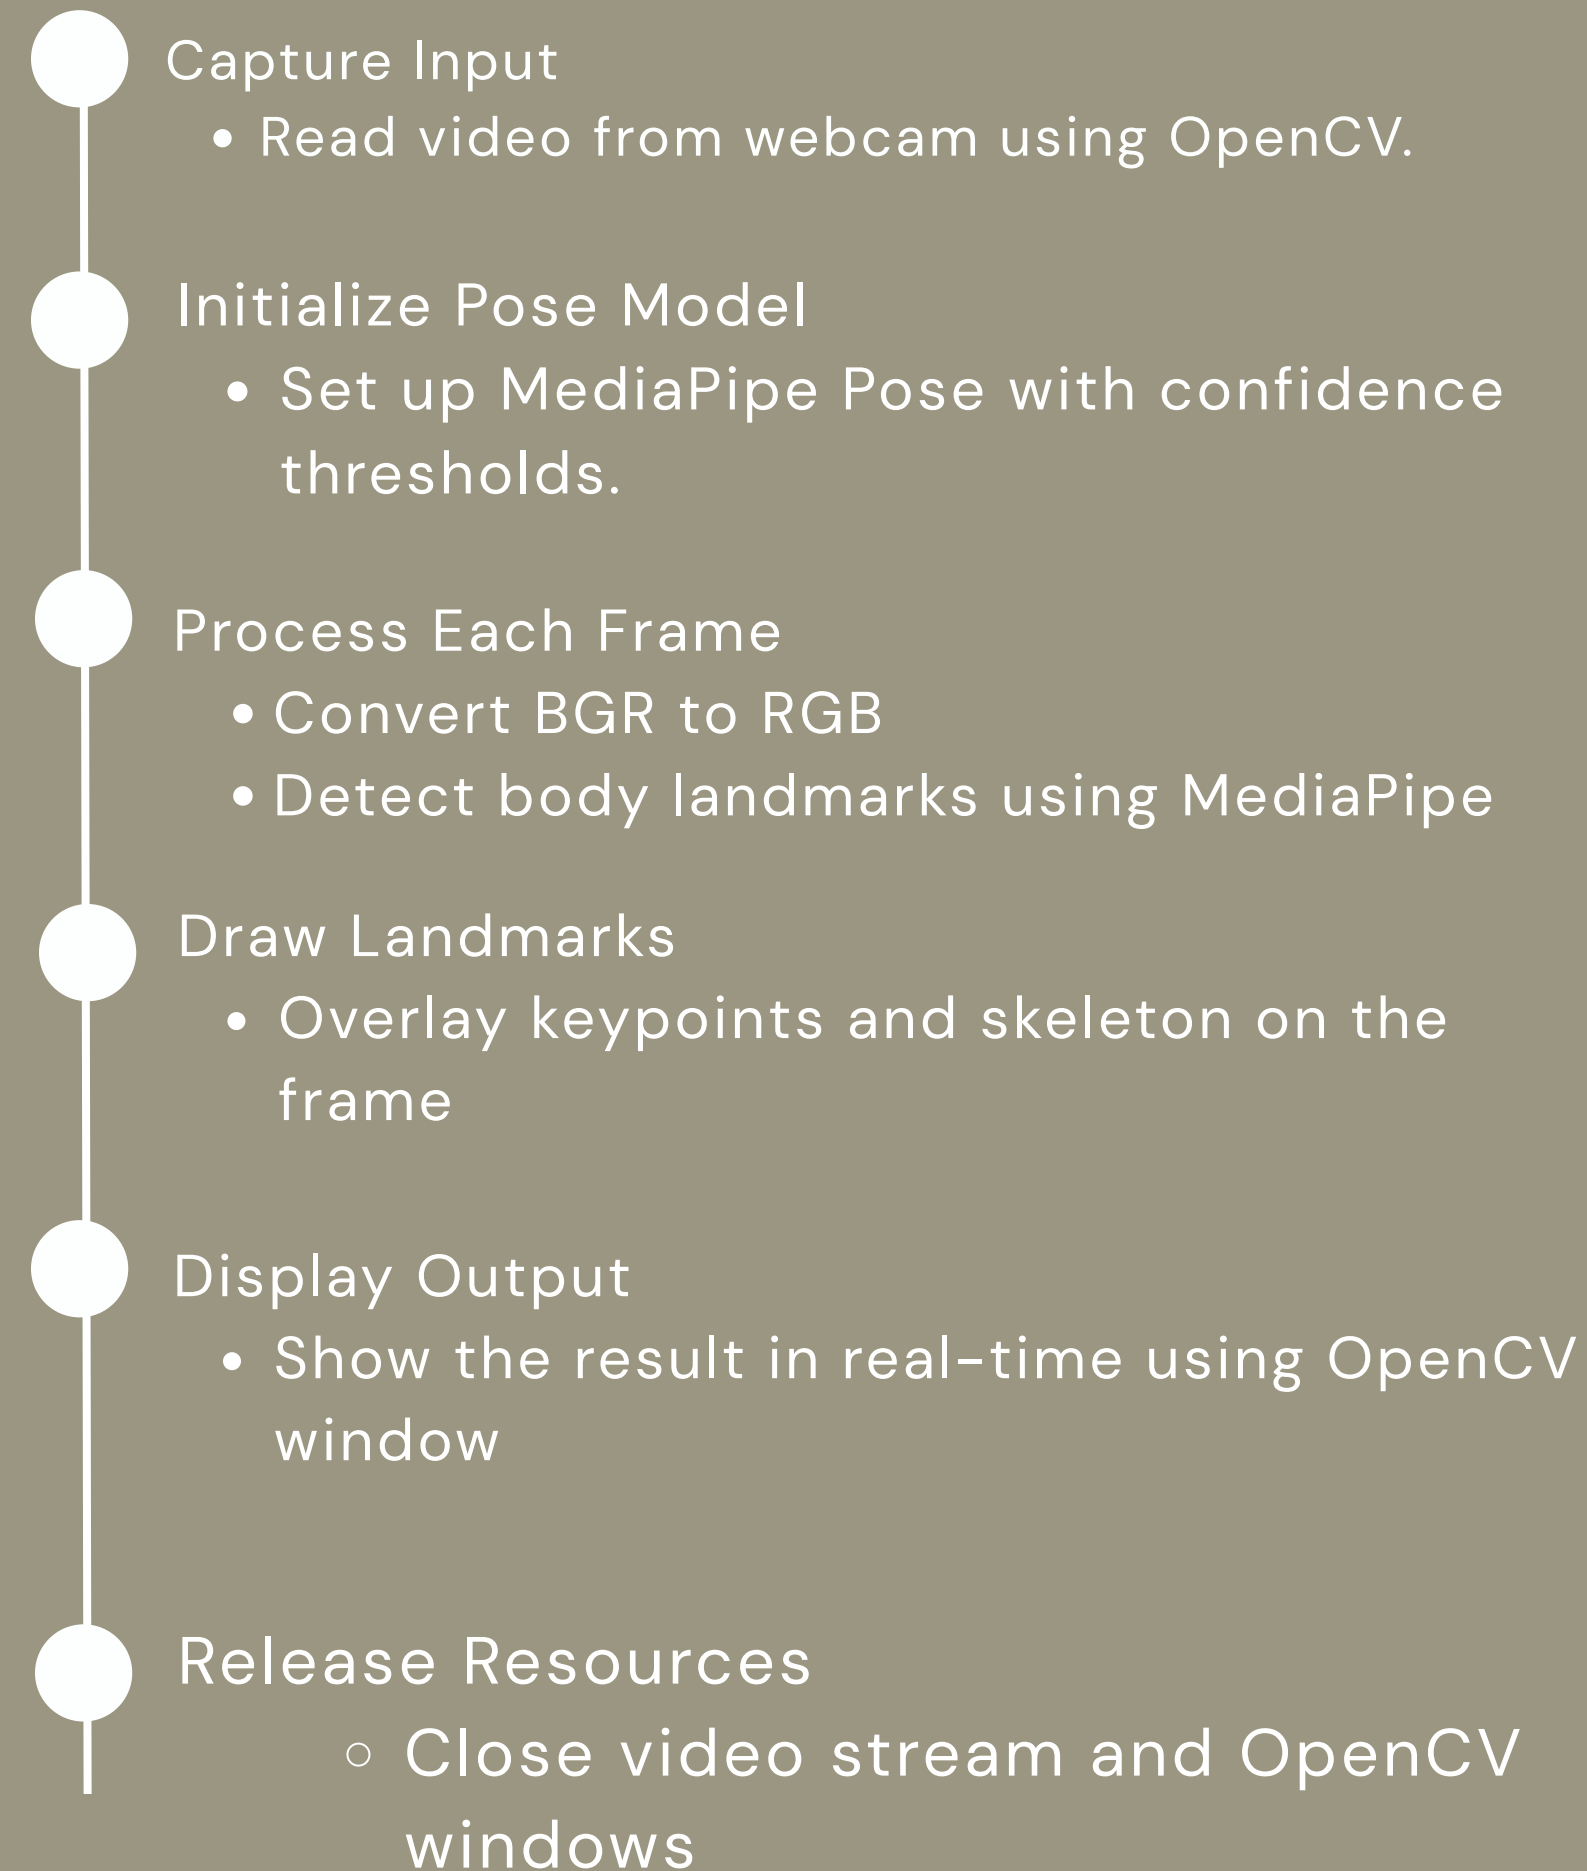 Capture Input
• Read video from webcam using OpenCV.
Initialize Pose Model
• Set up MediaPipe Pose with confidence
thresholds.
Process Each Frame
• Convert BGR to RGB
• Detect body landmarks using MediaPipe
Draw Landmarks
• Overlay keypoints and skeleton on the
frame
Display Output
• Show the result in real-time using OpenCV
window
Release Resources
○ Close video stream and OpenCV
windows